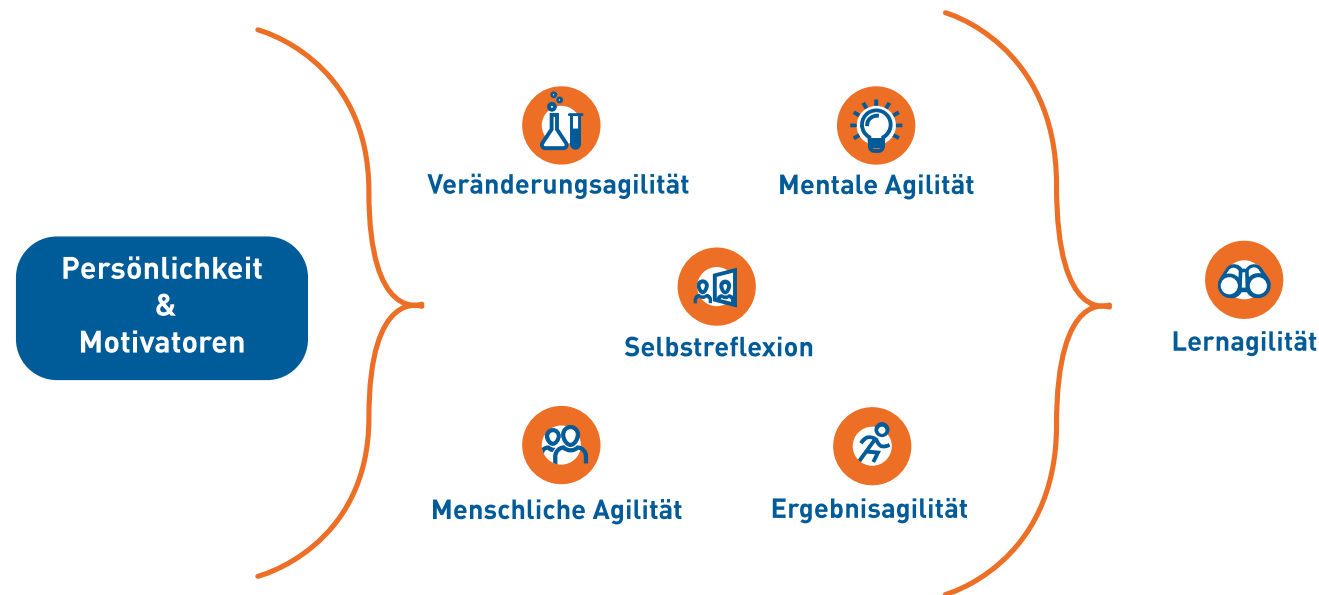 Persönlichkeit
&
Motivatoren
Veränderungsagilität
Mentale Agilität
Selbstreflexion
Menschliche Agilität
Ergebnisagilität
Lernagilität